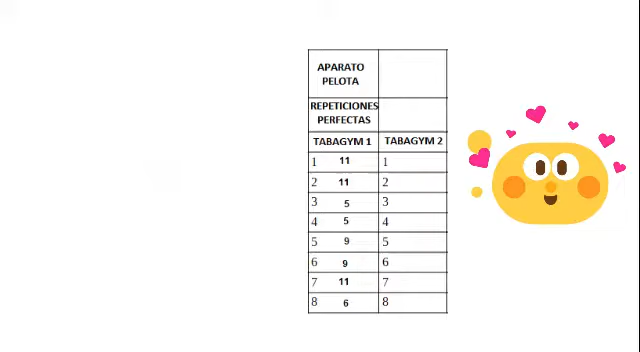 APARATO
PELOTA
REPETICIONES
PERFECTAS
TABAGYM 1 TABAGYM 2
1 11 1
2 11 2
3 5 3
4 5 4
5 9 5
6 9 6
7 11 7
8 6 8